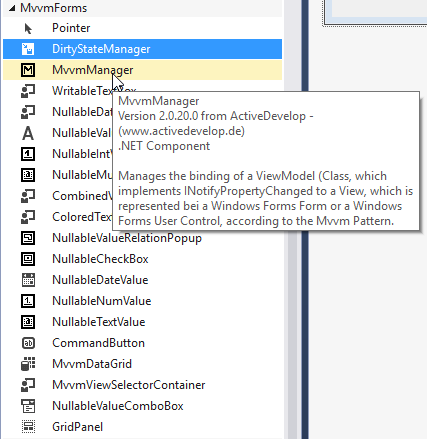 MvvmForms
Pointer
DirtyStateManager
MvvmManager
WritableTex Box
NullableDat
NullableVal
NullableInt
NullableMu
CombinedV
ColoredText
MvvmManager
Version 2.0.20.0 from ActiveDevelop -
(www.activedevelop.de)
.NET Component
Manages the binding of a ViewModel (Class, which
implements INotifyPropertyChanged to a View, which is
represented bei a Windows Forms Form or a Windows
Forms User Control, according to the Mvvm Pattern.
NullableValueRelationPopup
NullableCheckBox
NullableDateValue
NullableNumValue
NullableTextValue
CommandButton
MvvmDataGrid
MvvmViewSelectorContainer
NullableValueComboBox
GridPanel